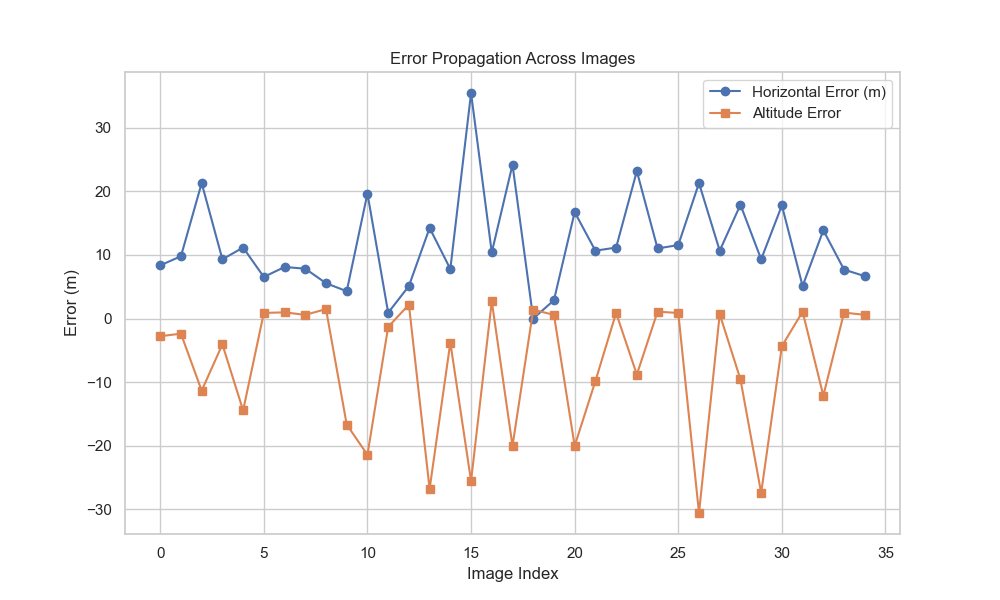 Error Propagation Across Images
Horizontal Error (m)
Altitude Error
Error (m)
30
20
10
0
−10
−20
−30
0 5 10 15 20 25 30 35
Image Index